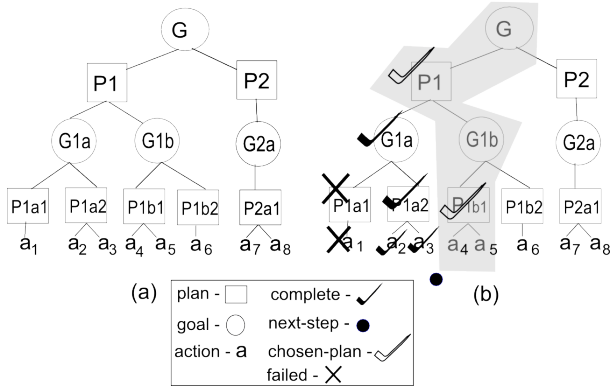 G
P1 P2
G1a G1b G2a
P1a1 P1a2 P1b1 P1b2 P2a1
a1 a2 a3 a4 a5 a6 a7 a8
(a)
G
P1 P2
G1a G1b G2a
P1a1 P1a2 P1b1 P1b2 P2a1
a1 a2 a3 a4 a5 a6 a7 a8
(b)
plan - complete -
goal - next-step -
action - a chosen-plan -
failed -